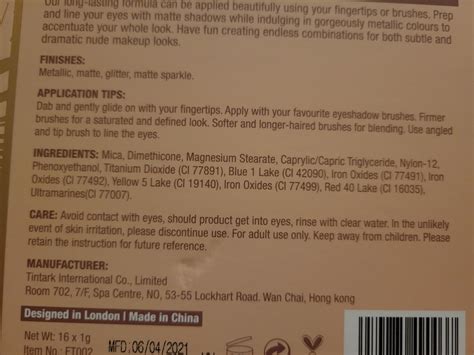 Our long-lasting formula can be applied beautifully using your fingertips or brushes. Prep
and line your eyes with matte shadows while indulging in gorgeously metallic colours to
accentuate your whole look. Have fun creating endless combinations for both subtle and
dramatic nude makeup looks.
FINISHES:
Metallic, matte, glitter, matte sparkle.
APPLICATION TIPS:
Dab and gently glide on with your fingertips. Apply with your favourite eyeshadow brushes. Firmer
brushes for a saturated and defined look. Softer and longer-haired brushes for blending. Use angled
and tip brush to line the eyes.
INGREDIENTS: Mica, Dimethicone, Magnesium Stearate, Caprylic/Capric Triglyceride, Nylon-12,
Phenoxyethanol, Titanium Dioxide (CI 77891), Blue 1 Lake (CI 42090), Iron Oxides (CI 77491), Iron
Oxides (CI 77492), Yellow 5 Lake (CI 19140), Iron Oxides (CI 77499), Red 40 Lake (CI 16035),
Ultramarines(CI 77007).
CARE: Avoid contact with eyes, should product get into eyes, rinse with clear water. In the unlikely
event of skin irritation, please discontinue use. For adult use only. Keep away from children. Please
retain the instruction for future reference.
MANUFACTURER:
Tintark International Co., Limited
Room 702, 7/F, Spa Centre, NO, 53-55 Lockhart Road. Wan Chai, Hong kong
Designed in London | Made in China
Net Wt: 16 x 1g
MFD: 06/04/2021
Item No.: ET002